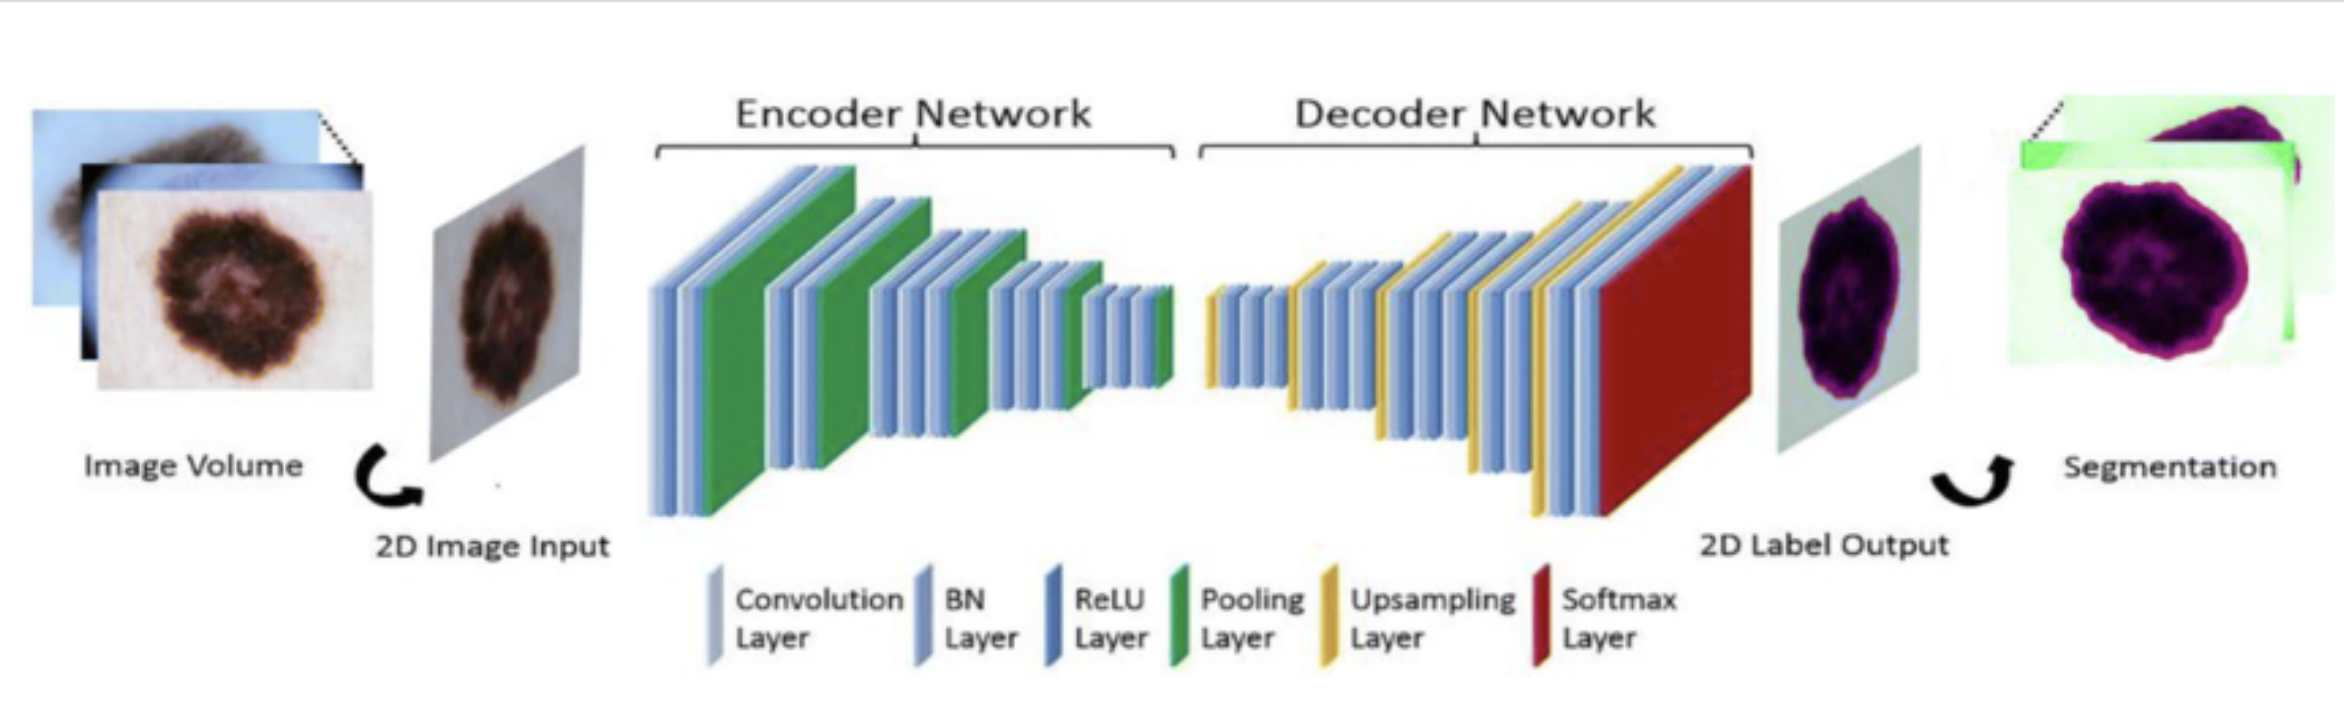 Encoder Network
Decoder Network
Image Volume
2D Image Input
2D Label Output
Segmentation
Convolution
Layer
BN
Layer
ReLU
Layer
Pooling
Layer
Upsampling
Layer
Softmax
Layer